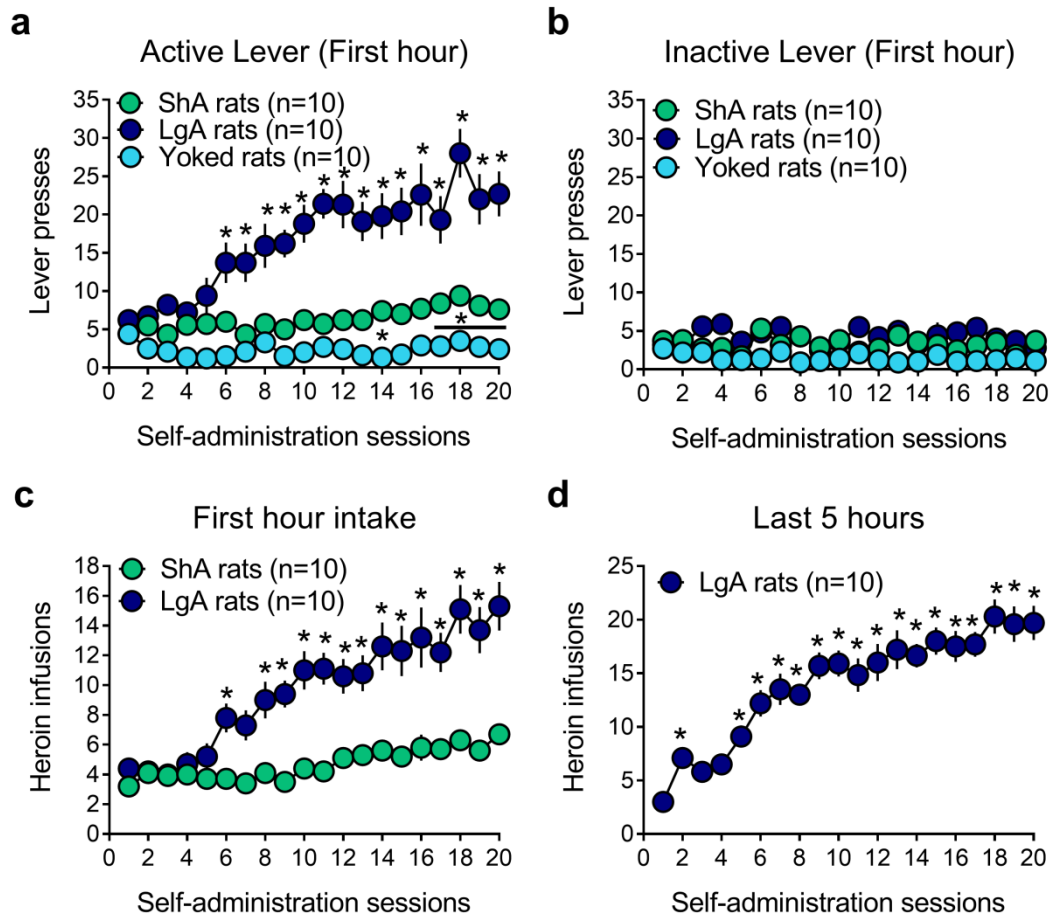 a
Active Lever (First hour)
Lever presses
35
30
25
20
15
10
5
0
ShA rats (n=10)
LgA rats (n=10)
Yoked rats (n=10)
* * * * * * * * * * * * * * *
*
*
0 2 4 6 8 10 12 14 16 18 20
Self-administration sessions
b
Inactive Lever (First hour)
Lever presses
35
30
25
20
15
10
5
0
ShA rats (n=10)
LgA rats (n=10)
Yoked rats (n=10)
0 2 4 6 8 10 12 14 16 18 20
Self-administration sessions
c
First hour intake
Heroin infusions
18
16
14
12
10
8
6
4
2
0
ShA rats (n=10)
LgA rats (n=10)
* * * * * * * * * * * * * *
0 2 4 6 8 10 12 14 16 18 20
Self-administration sessions
d
Last 5 hours
Heroin infusions
25
20
15
10
5
0
LgA rats (n=10)
* * * * * * * * * * * * * * * * *
0 2 4 6 8 10 12 14 16 18 20
Self-administration sessions